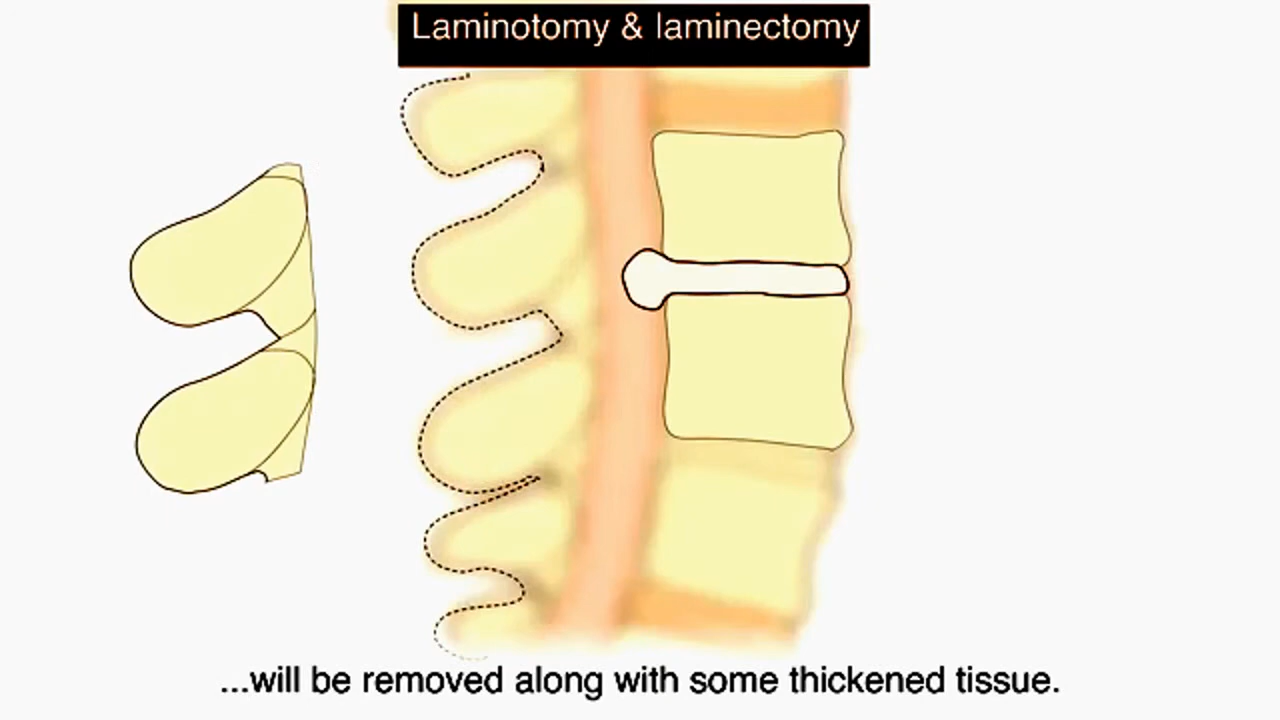 Laminotomy & laminectomy
...will be removed along with some thickened tissue.